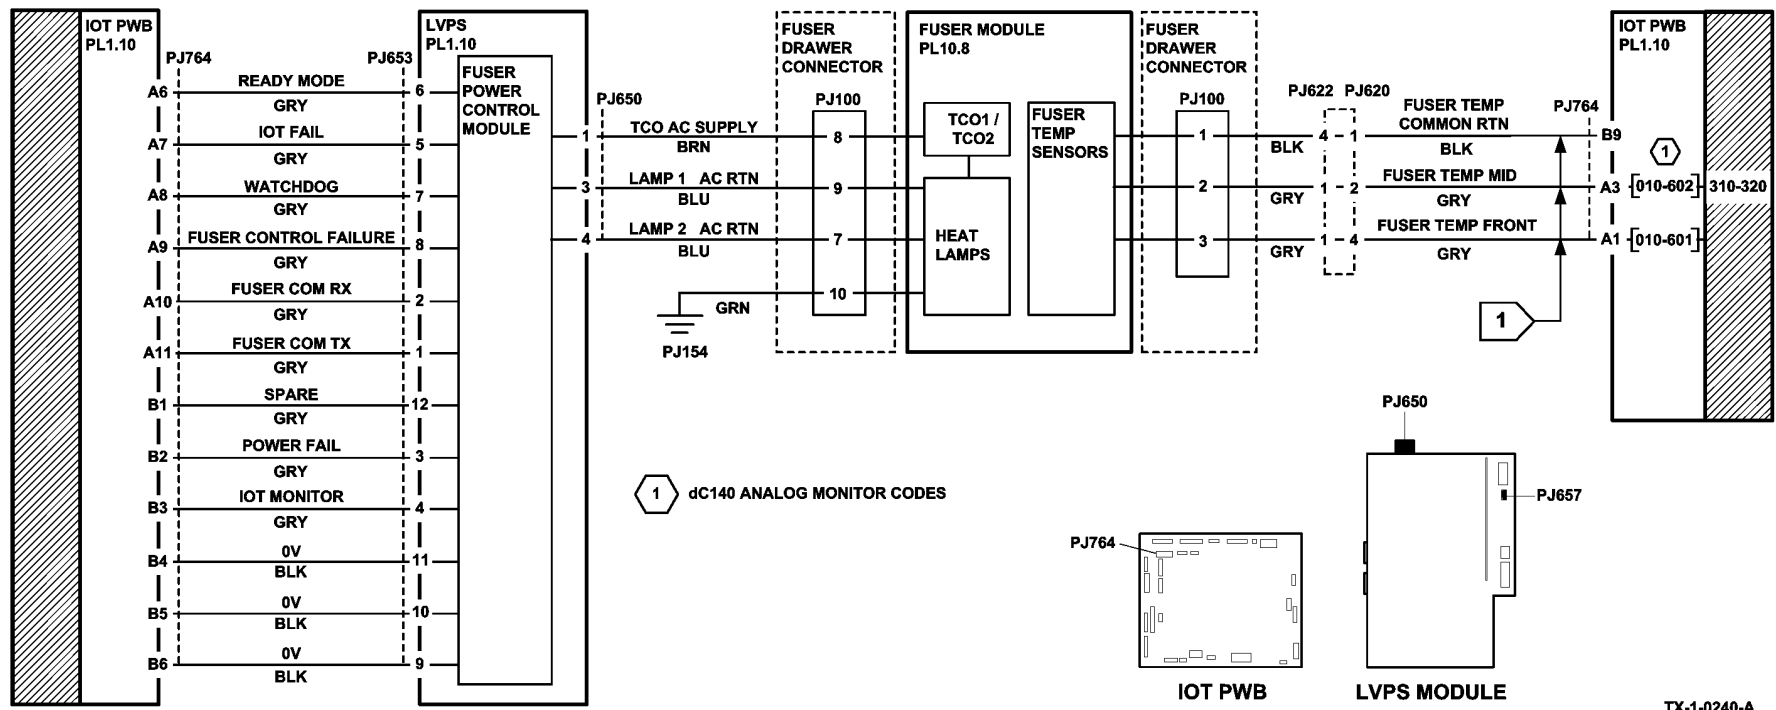 IOT PWB
PL1.10
PJ764
PJ653
A6
READY MODE
GRY
6
A7
IOT FAIL
GRY
5
A8
WATCHDOG
GRY
7
A9
FUSER CONTROL FAILURE
GRY
8
A10
FUSER COM RX
GRY
2
A11
FUSER COM TX
GRY
1
B1
SPARE
GRY
12
B2
POWER FAIL
GRY
3
B3
IOT MONITOR
GRY
4
B4
0V
BLK
11
B5
0V
BLK
10
B6
0V
BLK
9
LVPS
PL1.10
FUSER
POWER
CONTROL
MODULE
PJ650
1
TCO AC SUPPLY
BRN
8
3
LAMP 1 AC RTN
BLU
9
4
LAMP 2 AC RTN
BLU
7
GRN
10
PJ154
FUSER
DRAWER
CONNECTOR
PJ100
FUSER MODULE
PL10.8
TCO1 /
TCO2
HEAT
LAMPS
FUSER
TEMP
SENSORS
FUSER
DRAWER
CONNECTOR
PJ100
1
2
3
PJ622 PJ620
BLK
4 1
FUSER TEMP
COMMON RTN
BLK
GRY
1 2
FUSER TEMP MID
GRY
GRY
1 4
FUSER TEMP FRONT
GRY
PJ764
1
IOT PWB
PL1.10
B9
1
A3 [010-602] 310-320
A1 [010-601]
1 dC140 ANALOG MONITOR CODES
PJ764
IOT PWB
PJ650
PJ657
LVPS MODULE
TX-1-0240-A